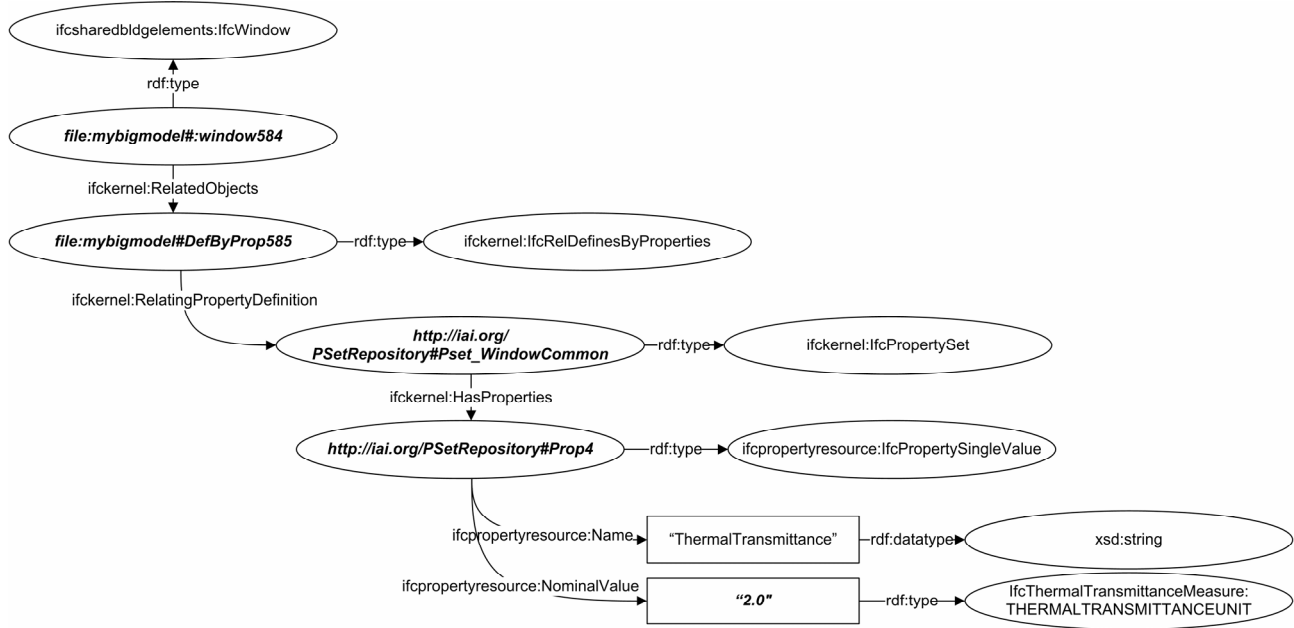 ifcsharedbldgelements:IfcWindow
rdf:type
file:mybigmodel#:window584
ifckernel:RelatedObjects
file:mybigmodel#DefByProp585
rdf:type
ifckernel:IfcRelDefinesByProperties
ifckernel:RelatingPropertyDefinition
http://iai.org/
PSetRepository#Pset_WindowCommon
rdf:type
ifckernel:IfcPropertySet
ifckernel:HasProperties
http://iai.org/PSetRepository#Prop4
rdf:type
ifcpropertyresource:IfcPropertySingleValue
ifcpropertyresource:Name
“ThermalTransmittance”
rdf:datatype
xsd:string
ifcpropertyresource:NominalValue
“2.0"
rdf:type
IfcThermalTransmittanceMeasure:
THERMALTRANSMITTANCEUNIT